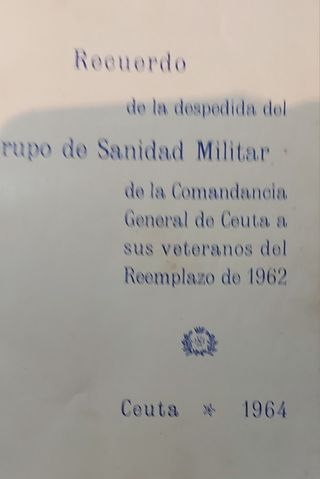 Recuerdo
de la despedida del
rupo de Sanidad Militar
de la Comandancia
General de Ceuta a
sus veteranos del
Reemplazo de 1962
Ceuta * 1964